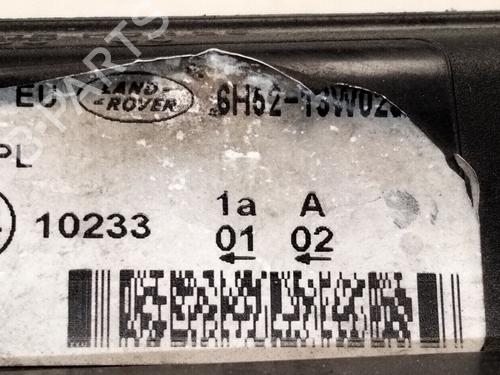 EU LAND-ROVER 6H52-13W02
PL
10233 1a A
01 02